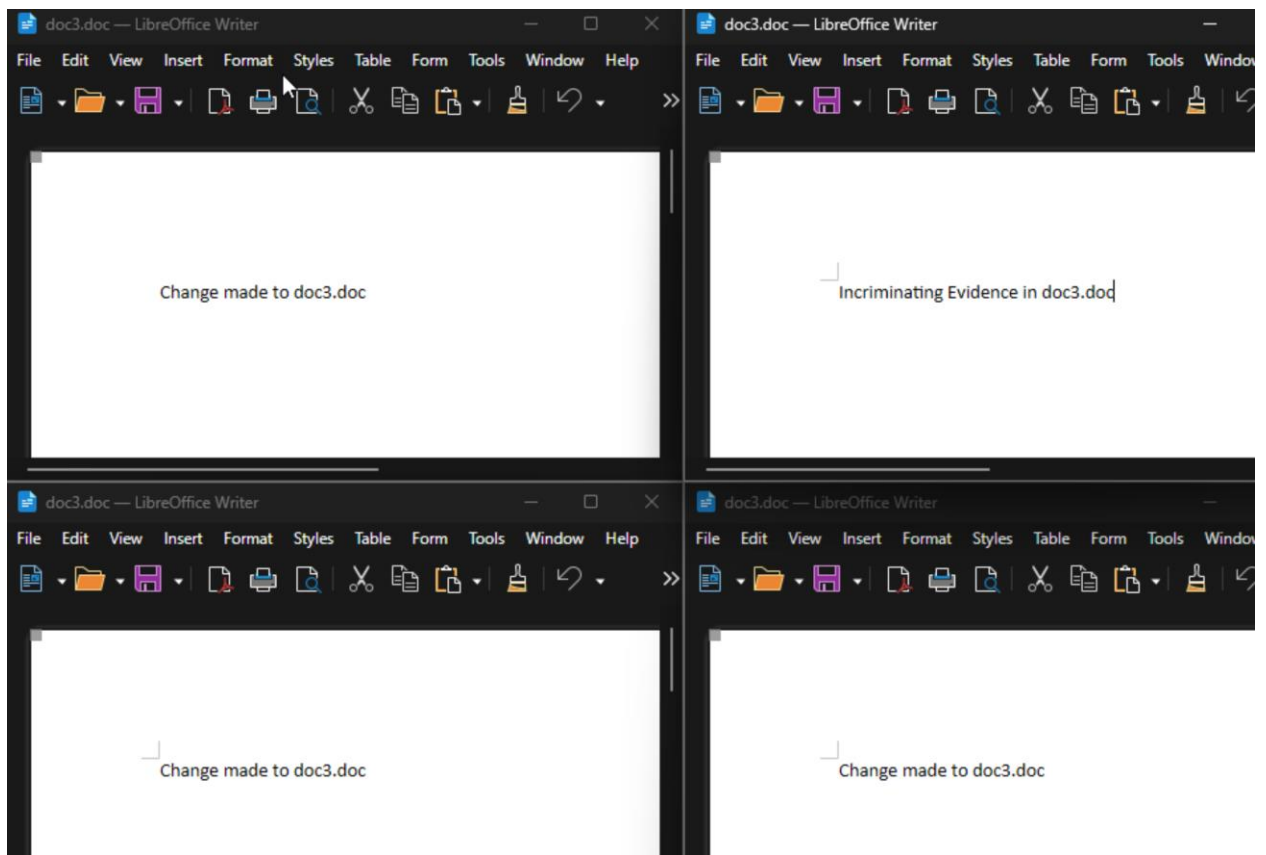 doc3.doc — LibreOffice Writer
File Edit View Insert Format Styles Table Form Tools Window Help
Change made to doc3.doc
doc3.doc — LibreOffice Writer
File Edit View Insert Format Styles Table Form Tools Window
Incriminating Evidence in doc3.doc
doc3.doc — LibreOffice Writer
File Edit View Insert Format Styles Table Form Tools Window Help
Change made to doc3.doc
doc3.doc — LibreOffice Writer
File Edit View Insert Format Styles Table Form Tools Window
Change made to doc3.doc